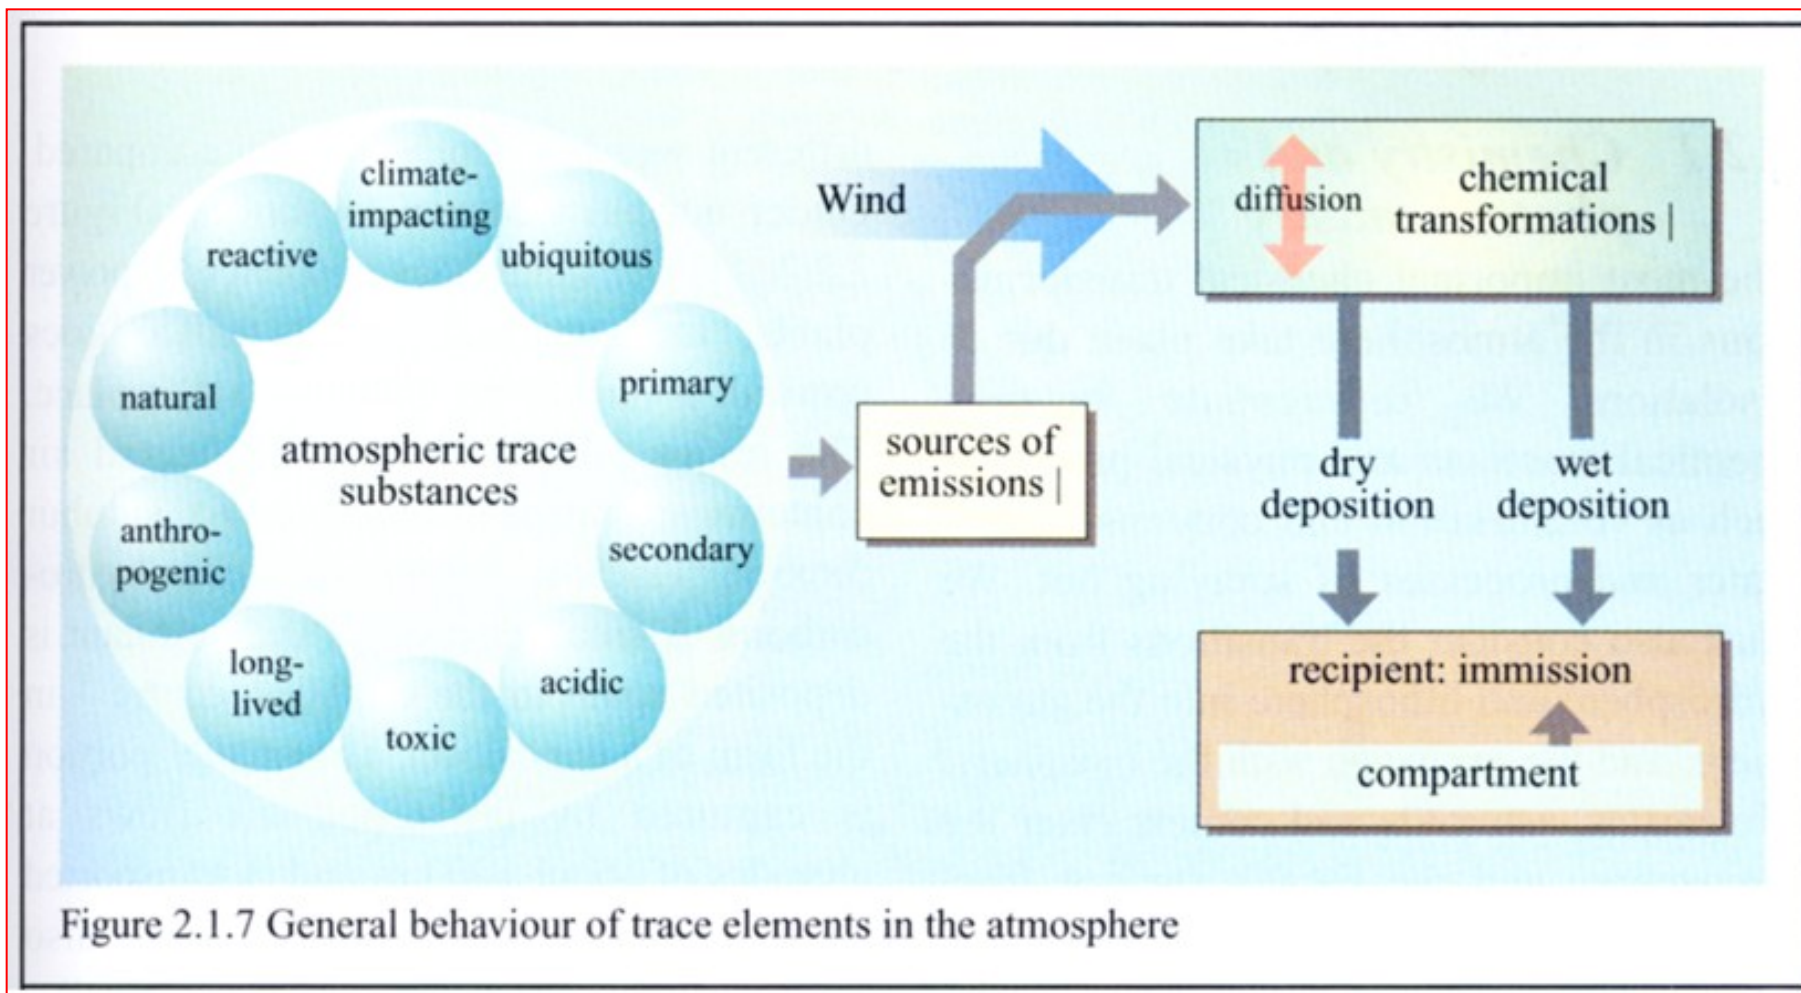 climate-
impacting
reactive
ubiquitous
natural
primary
atmospheric trace
substances
anthro-
pogenic
secondary
long-
lived
acidic
toxic
Wind
sources of
emissions |
diffusion
chemical
transformations |
dry
deposition
wet
deposition
recipient: immission
compartment
Figure 2.1.7 General behaviour of trace elements in the atmosphere